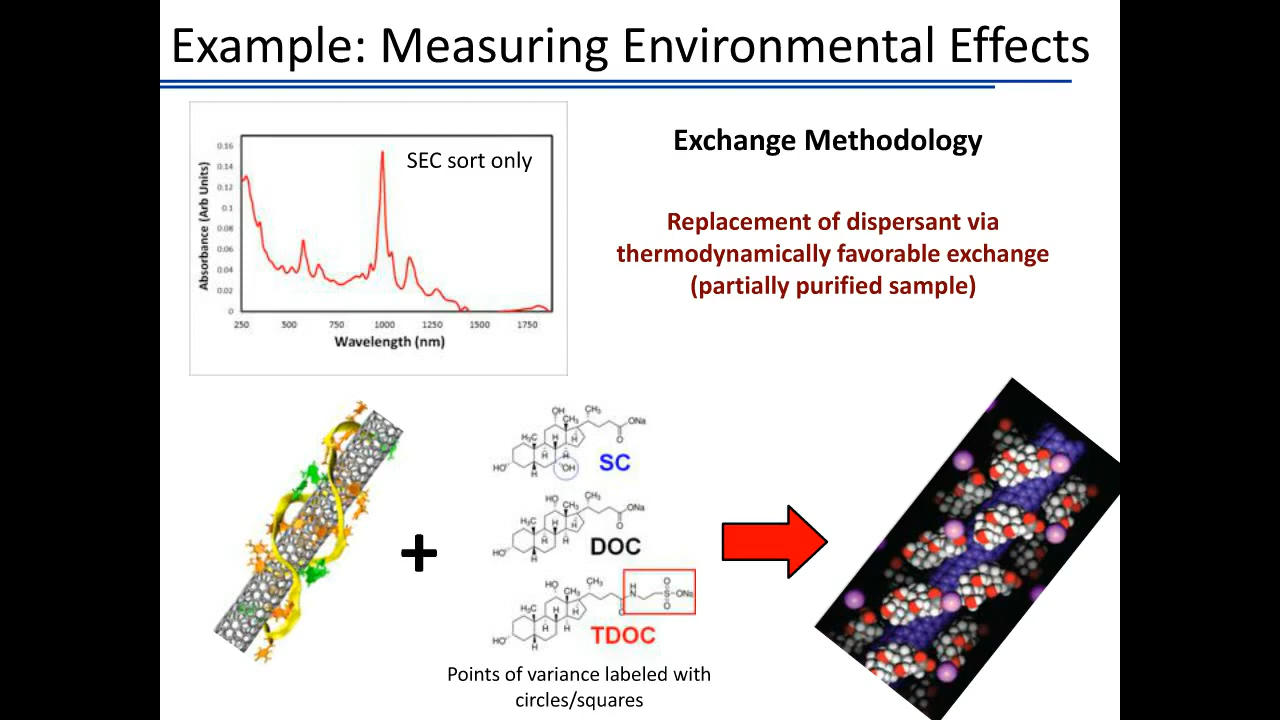 Example: Measuring Environmental Effects
SEC sort only
Absorbance (Arb Units)
0.16
0.14
0.12
0.1
0.08
0.06
0.04
0.02
0
250 500 750 1000 1250 1500 1750
Wavelength (nm)
Exchange Methodology
Replacement of dispersant via
thermodynamically favorable exchange
(partially purified sample)
+
OH CH₃
CH₃ ONa
H₃C H O
H H
HO H OH
SC
HO CH₃
CH₃ ONa
H₃C H O
H H
HO H
DOC
HO CH₃ H O
CH₃ N S ONa
H₃C H O O
H H
HO H
TDOC
Points of variance labeled with
circles/squares